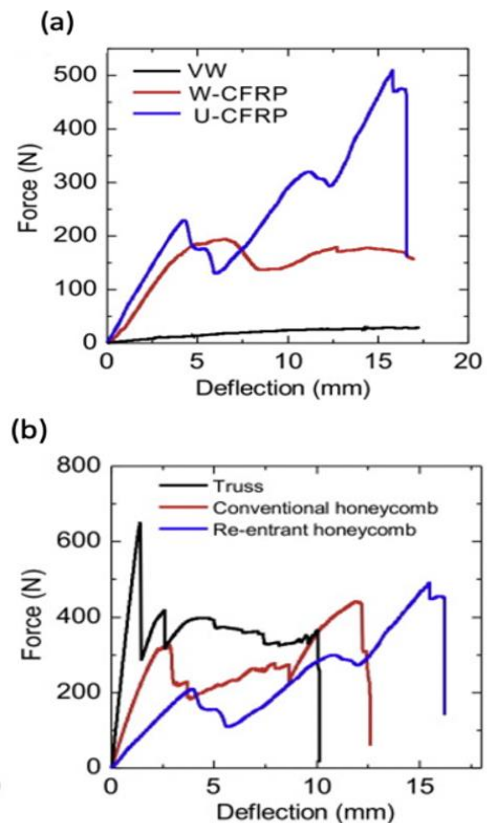 (a)
500
400
300
200
100
0
Force (N)
VW
W-CFRP
U-CFRP
0 5 10 15 20
Deflection (mm)
(b)
800
600
400
200
0
Force (N)
Truss
Conventional honeycomb
Re-entrant honeycomb
0 5 10 15
Deflection (mm)